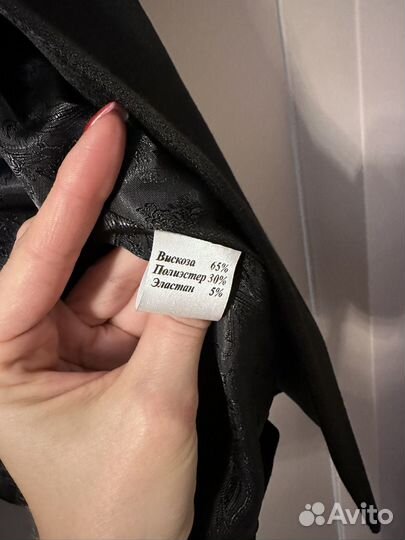 Вискоза 65%
Полиэстер 30%
Эластан 5%
Avito